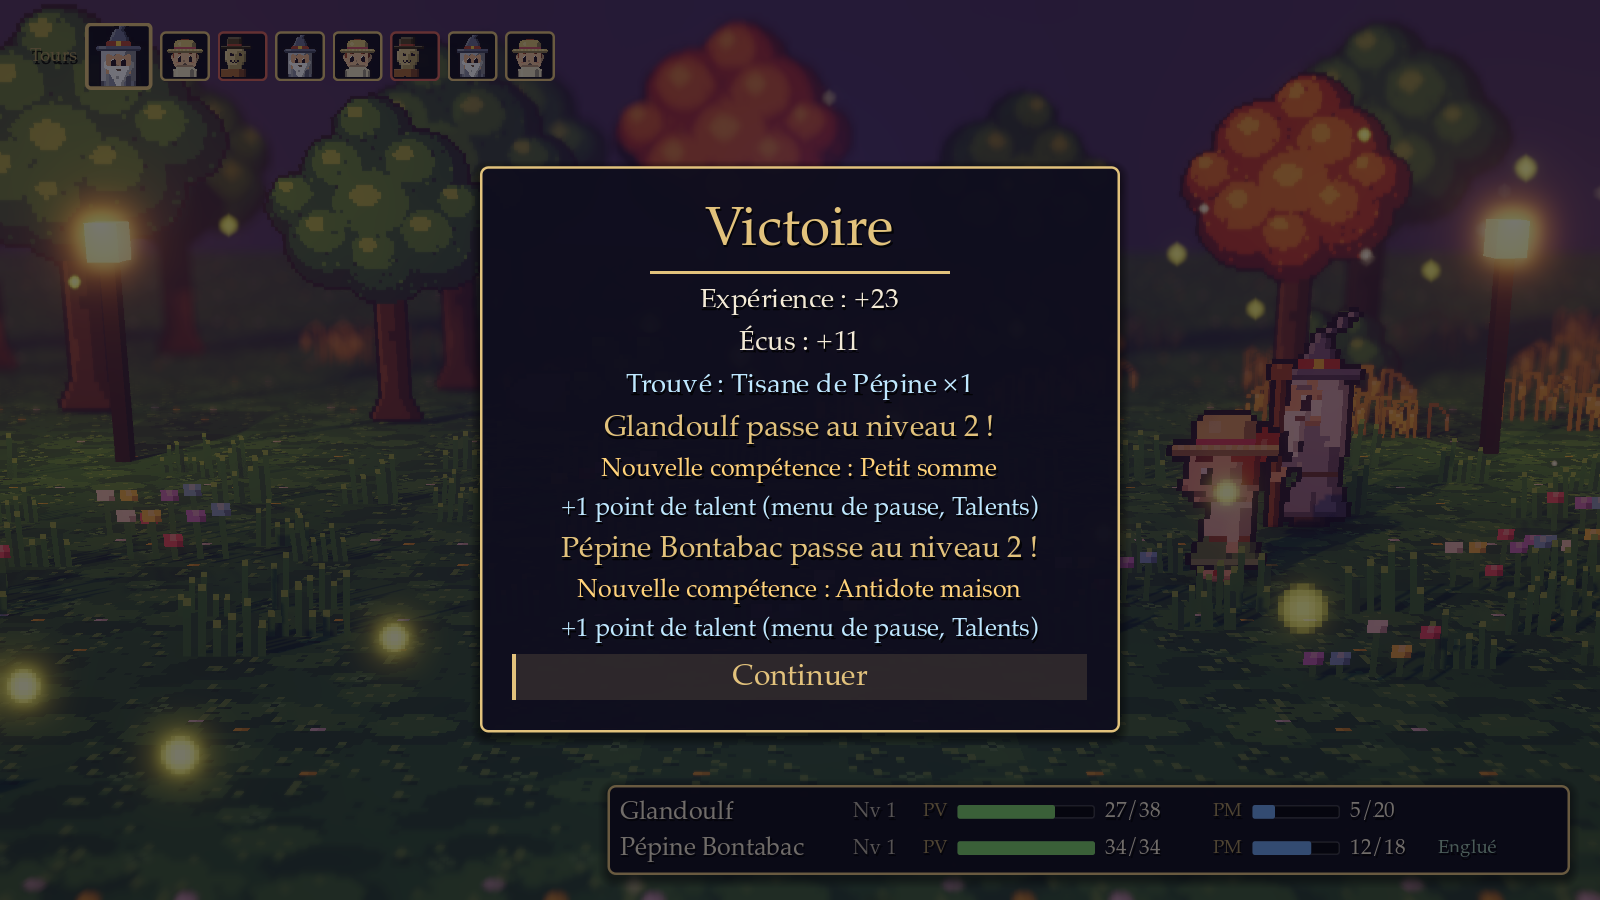 Tours
Victoire
Expérience : +23
Écus : +11
Trouvé : Tisane de Pépine ×1
Glandoulf passe au niveau 2 !
Nouvelle compétence : Petit somme
+1 point de talent (menu de pause, Talents)
Pépine Bontabac passe au niveau 2 !
Nouvelle compétence : Antidote maison
+1 point de talent (menu de pause, Talents)
Continuer
Glandoulf Nv 1 PV 27/38 PM 5/20
Pépine Bontabac Nv 1 PV 34/34 PM 12/18 Englué